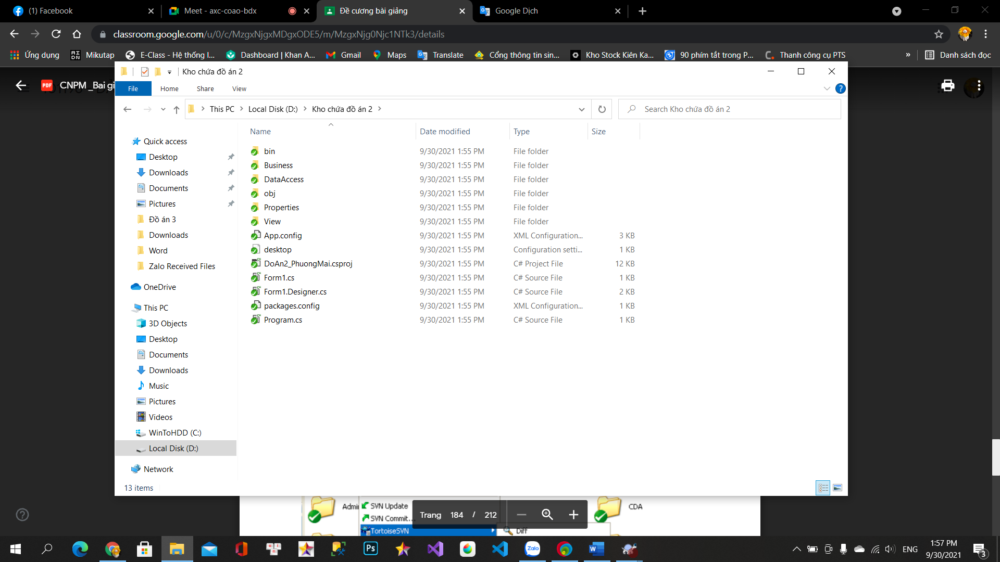 (1) Facebook
Meet - axc-coao-bdx
Đề cương bài giảng
Google Dịch
classroom.google.com/u/0/c/MzgxNjgxMDgxODE5/m/MzgxNjg0Njc1NTk3/details
Ứng dụng
Mikutap
E-Class - Hệ thống l...
Dashboard | Khan A...
Gmail
Maps
Translate
Cổng thông tin sin...
Kho Stock Kiên Ka...
90 phím tắt trong P...
Thanh công cụ PTS
»
Danh sách đọc
PDF
CNPM _Bai gi
Kho chứa đồ án 2
File
Home
Share
View
This PC
Local Disk (D:)
Kho chứa đồ án 2
Search Kho chứa đồ án 2
Name
Date modified
Type
Size
Quick access
Desktop
Downloads
Documents
Pictures
Đồ án 3
Downloads
Word
Zalo Received Files
OneDrive
This PC
3D Objects
Desktop
Documents
Downloads
Music
Pictures
Videos
WinToHDD (C:)
Local Disk (D:)
Network
bin 9/30/2021 1:55 PM File folder
Business 9/30/2021 1:55 PM File folder
DataAccess 9/30/2021 1:55 PM File folder
obj 9/30/2021 1:55 PM File folder
Properties 9/30/2021 1:55 PM File folder
View 9/30/2021 1:55 PM File folder
App.config 9/30/2021 1:55 PM XML Configuration... 3 KB
desktop 9/30/2021 1:55 PM Configuration setti... 1 KB
DoAn2_PhuongMai.csproj 9/30/2021 1:55 PM C# Project File 12 KB
Form1.cs 9/30/2021 1:55 PM C# Source File 1 KB
Form1.Designer.cs 9/30/2021 1:55 PM C# Source File 2 KB
packages.config 9/30/2021 1:55 PM XML Configuration... 1 KB
Program.cs 9/30/2021 1:55 PM C# Source File 1 KB
13 items
Admi
SVN Update
SVN Commit...
TortoiseSVN
Diff
CDA
Trang 184 / 212
Ps
Zalo
ENG
1:57 PM
9/30/2021
3